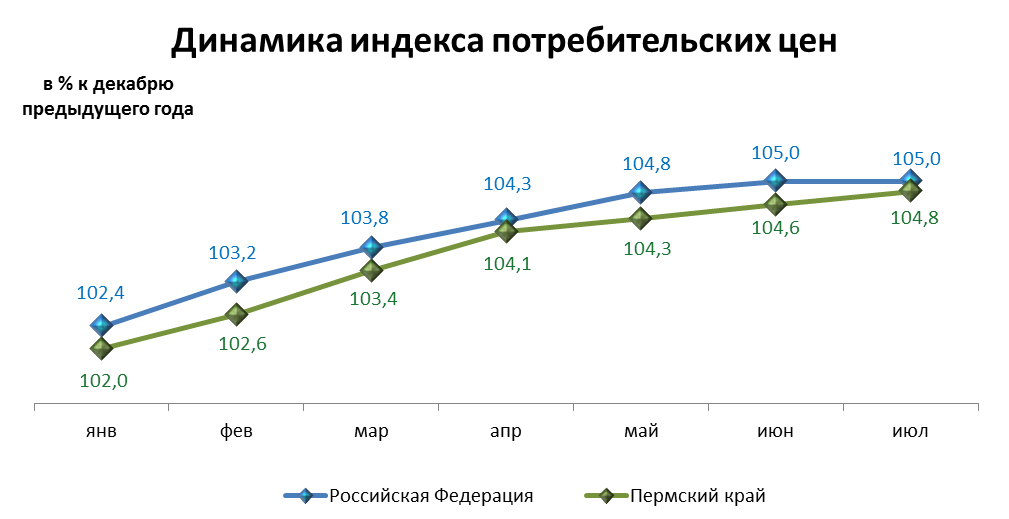 Динамика индекса потребительских цен
в % к декабрю
предыдущего года
102,4
103,2
103,8
104,3
104,8
105,0
105,0
102,0
102,6
103,4
104,1
104,3
104,6
104,8
янв фев мар апр май июн июл
Российская Федерация Пермский край